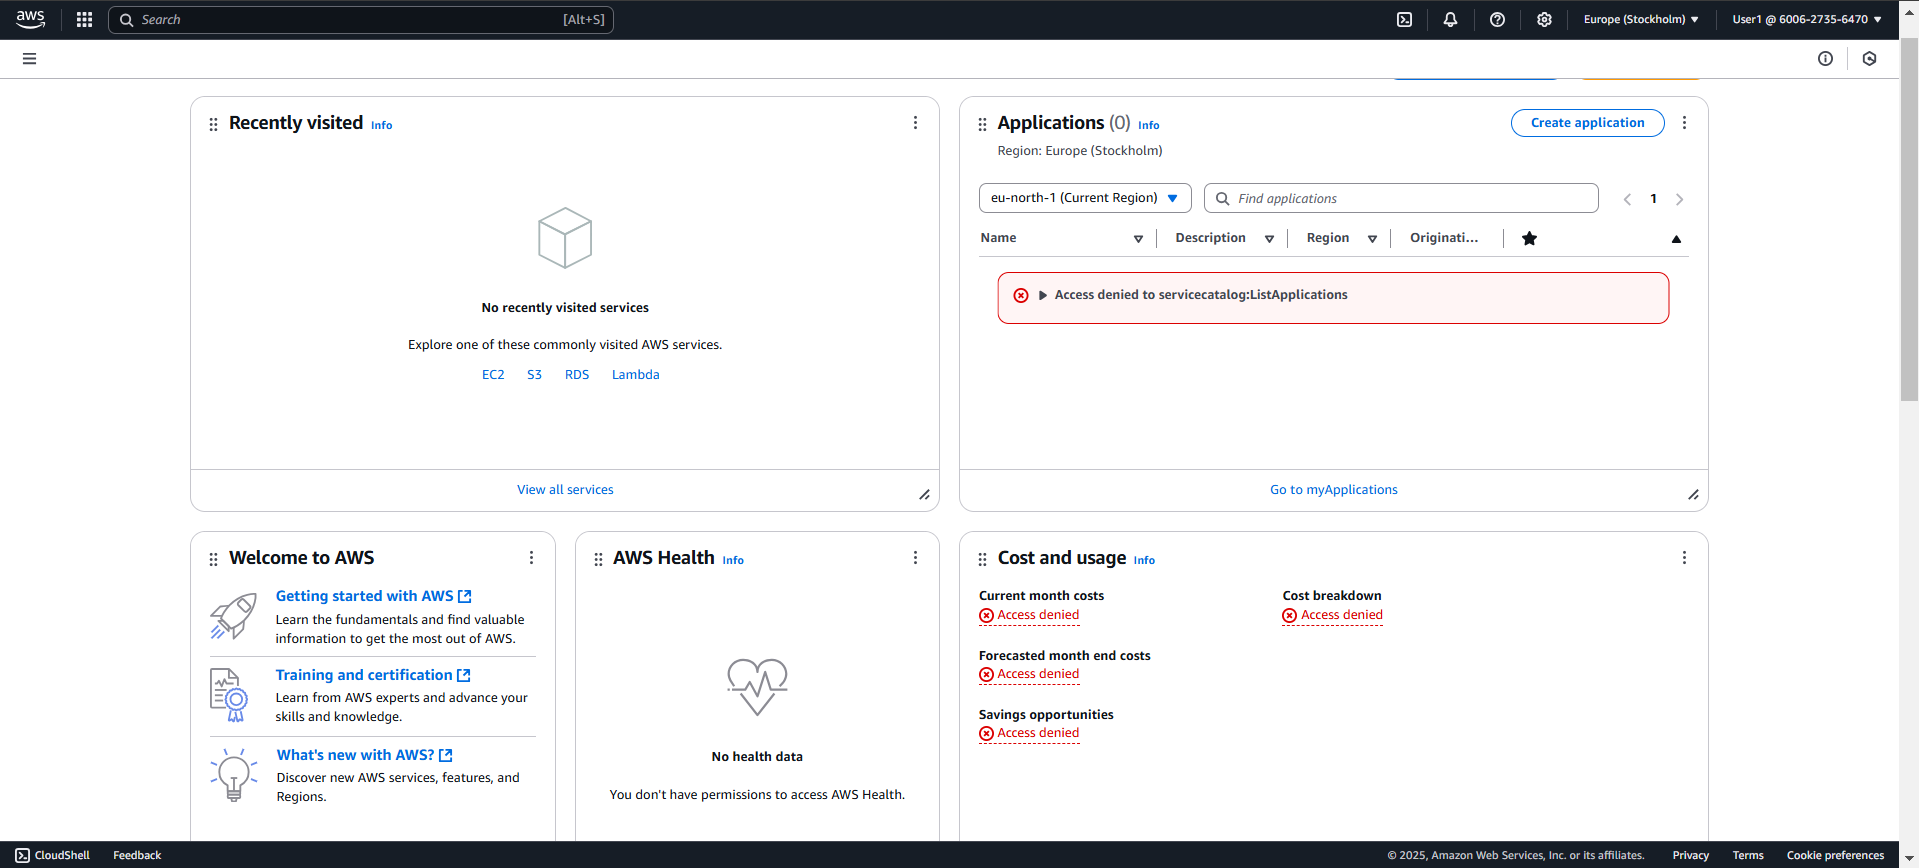 aws
Search [Alt+S]
Europe (Stockholm)
User1 @ 6006-2735-6470
Recently visited Info
No recently visited services
Explore one of these commonly visited AWS services.
EC2 S3 RDS Lambda
View all services
Applications (0) Info
Create application
Region: Europe (Stockholm)
eu-north-1 (Current Region)
Find applications
1
Name Description Region Originati...
Access denied to servicecatalog:ListApplications
Go to myApplications
Welcome to AWS
Getting started with AWS
Learn the fundamentals and find valuable
information to get the most out of AWS.
Training and certification
Learn from AWS experts and advance your
skills and knowledge.
What's new with AWS?
Discover new AWS services, features, and
Regions.
AWS Health Info
No health data
You don't have permissions to access AWS Health.
Cost and usage Info
Current month costs
Access denied
Cost breakdown
Access denied
Forecasted month end costs
Access denied
Savings opportunities
Access denied
CloudShell
Feedback
© 2025, Amazon Web Services, Inc. or its affiliates.
Privacy
Terms
Cookie preferences